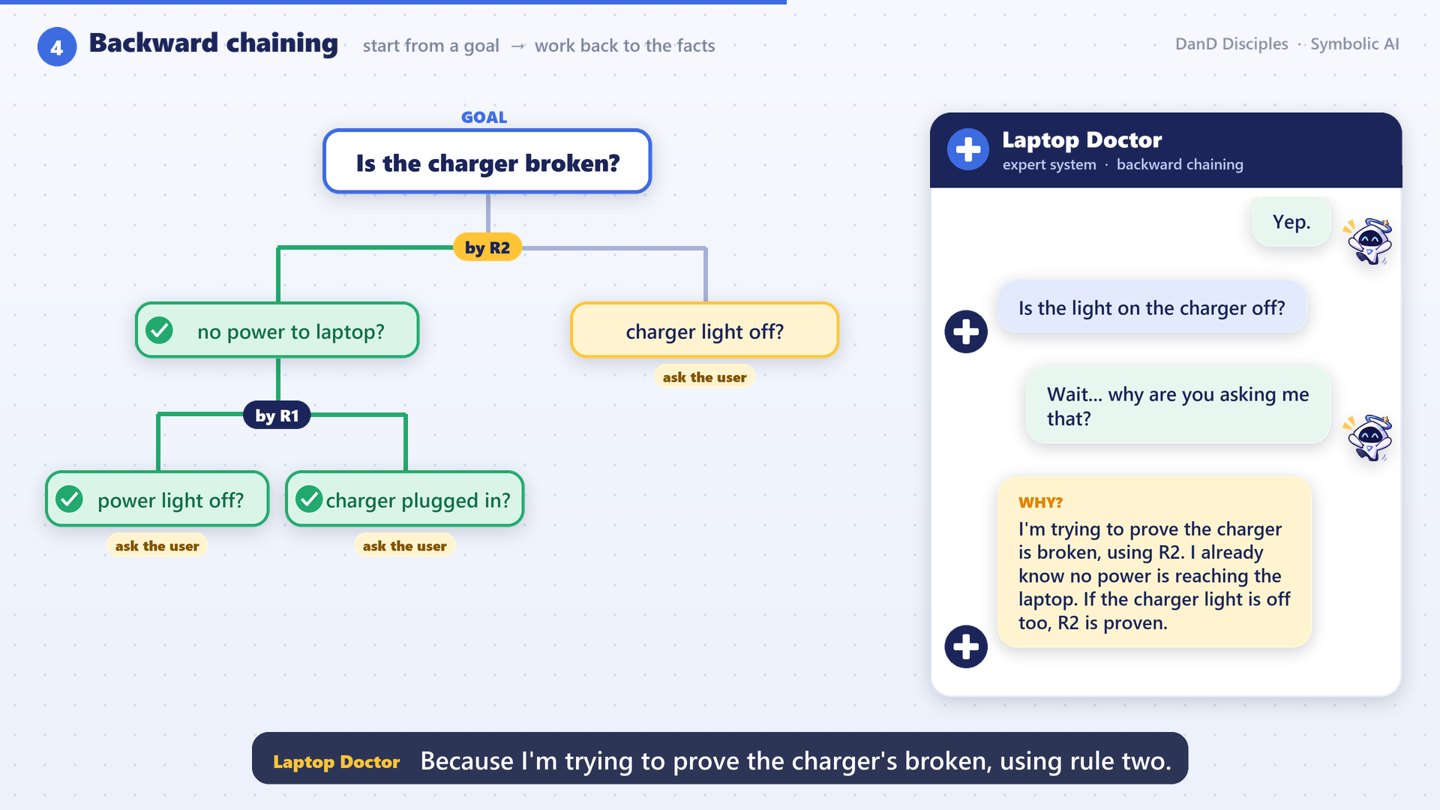 4 Backward chaining start from a goal → work back to the facts
DanD Disciples · Symbolic AI
GOAL
Is the charger broken?
by R2
no power to laptop?
charger light off?
ask the user
by R1
power light off?
charger plugged in?
ask the user
ask the user
Laptop Doctor
expert system · backward chaining
Yep.
Is the light on the charger off?
Wait... why are you asking me
that?
WHY?
I'm trying to prove the charger
is broken, using R2. I already
know no power is reaching the
laptop. If the charger light is off
too, R2 is proven.
Laptop Doctor Because I'm trying to prove the charger's broken, using rule two.